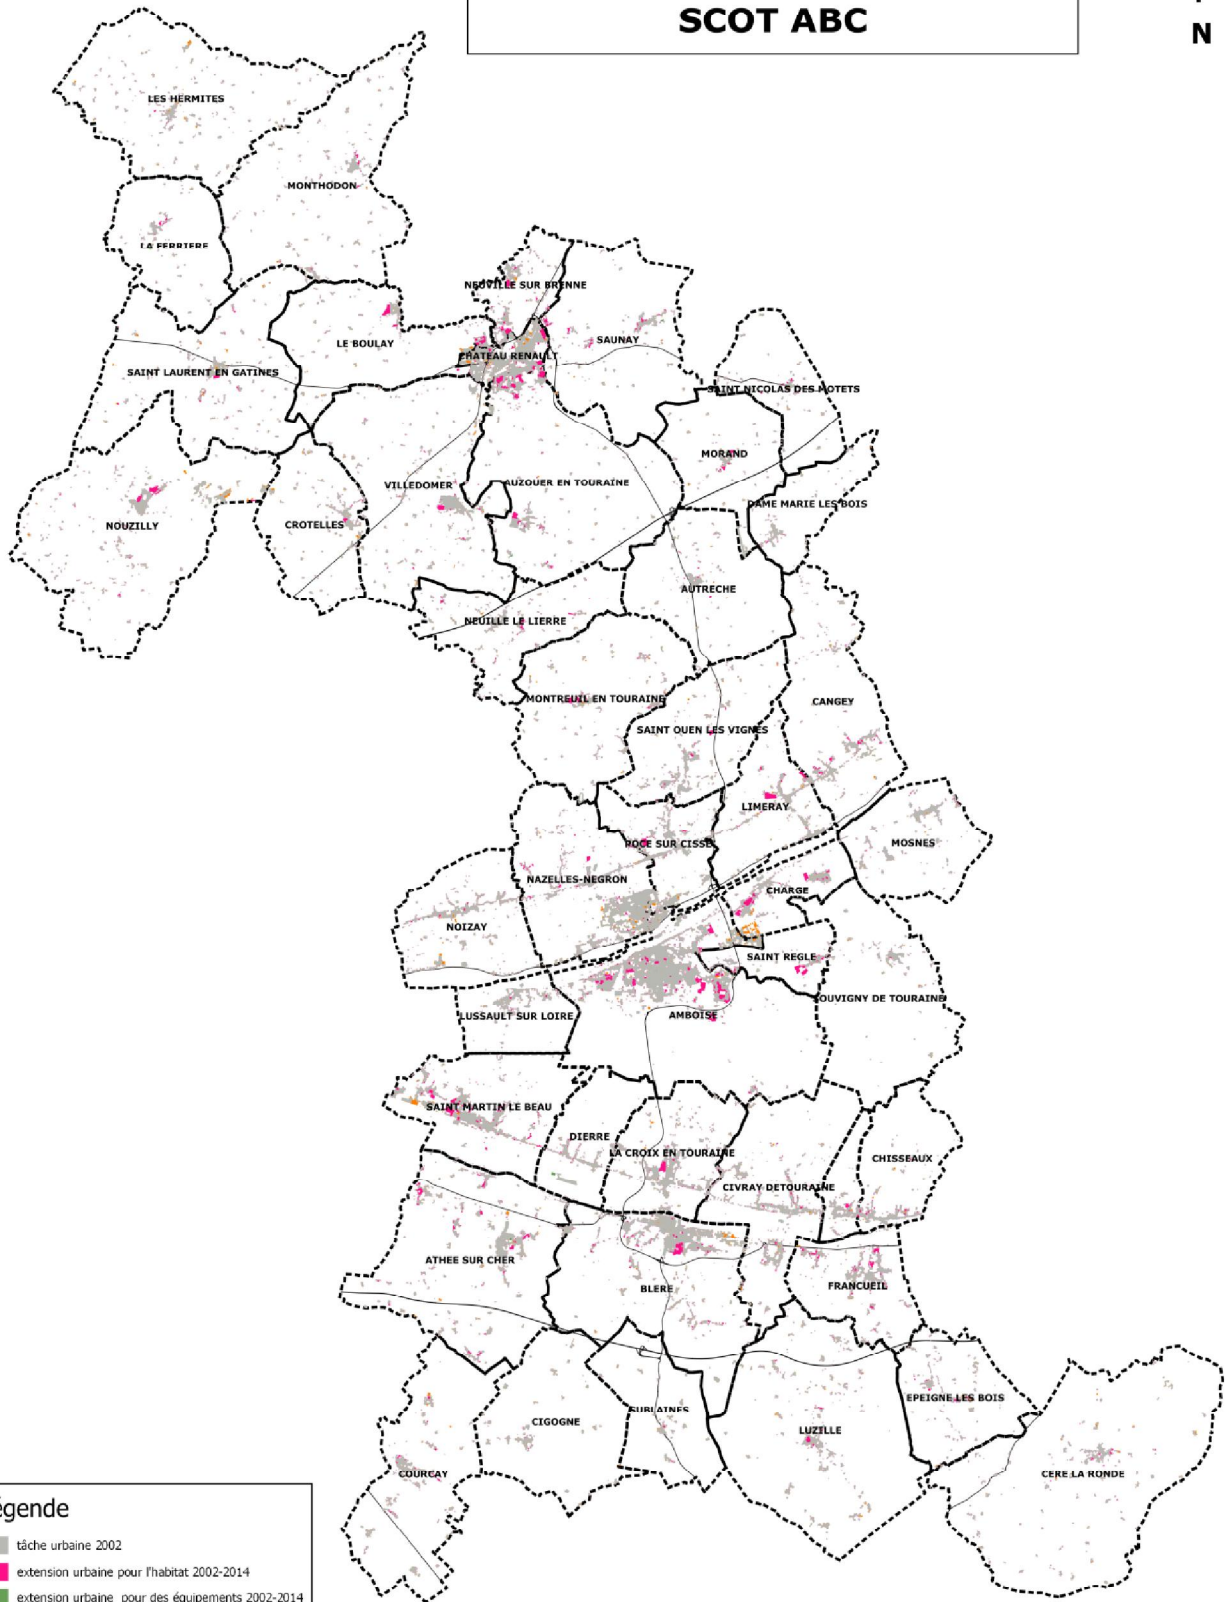 SCOT ABC
N
LES HERMITES
MONTHODON
LA FERRIERE
NEUVILLE SUR BRENNE
SAUNAY
LE BOULAY
CHATEAU RENAULT
SAINT LAURENT EN GATINES
SAINT NICOLAS DES MOTETS
MORAND
VILLEDOMER
AUZOUER EN TOURAINE
DAME MARIE LES BOIS
NOUZILLY
CROTELLES
AUTRECHE
NEUILLE LE LIERRE
MONTREUIL EN TOURAINE
CANGEY
SAINT OUEN LES VIGNES
LIMERAY
POCE SUR CISSE
MOSNES
NAZELLES-NEGRON
CHARGE
NOIZAY
SAINT REGLE
SOUVIGNY DE TOURAINE
LUSSAULT SUR LOIRE
AMBOISE
SAINT MARTIN LE BEAU
DIERRE
LA CROIX EN TOURAINE
CHISSEAUX
CIVRAY DETOURAINE
ATHEE SUR CHER
BLERE
FRANCUEIL
EPEIGNE LES BOIS
SUBLAINES
CIGOGNE
LUZILLE
COURCAY
CERE LA RONDE
égende
tâche urbaine 2002
extension urbaine pour l'habitat 2002-2014
extension urbaine pour des équipements 2002-2014